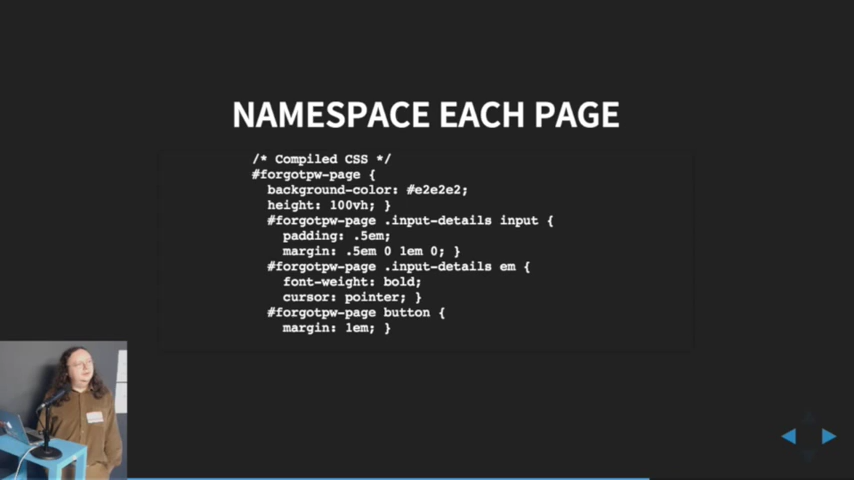 NAMESPACE EACH PAGE
/* Compiled CSS */
#forgotpw-page {
background-color: #e2e2e2;
height: 100vh; }
#forgotpw-page .input-details input {
padding: .5em;
margin: .5em 0 1em 0; }
#forgotpw-page .input-details em {
font-weight: bold;
cursor: pointer; }
#forgotpw-page button {
margin: 1em; }